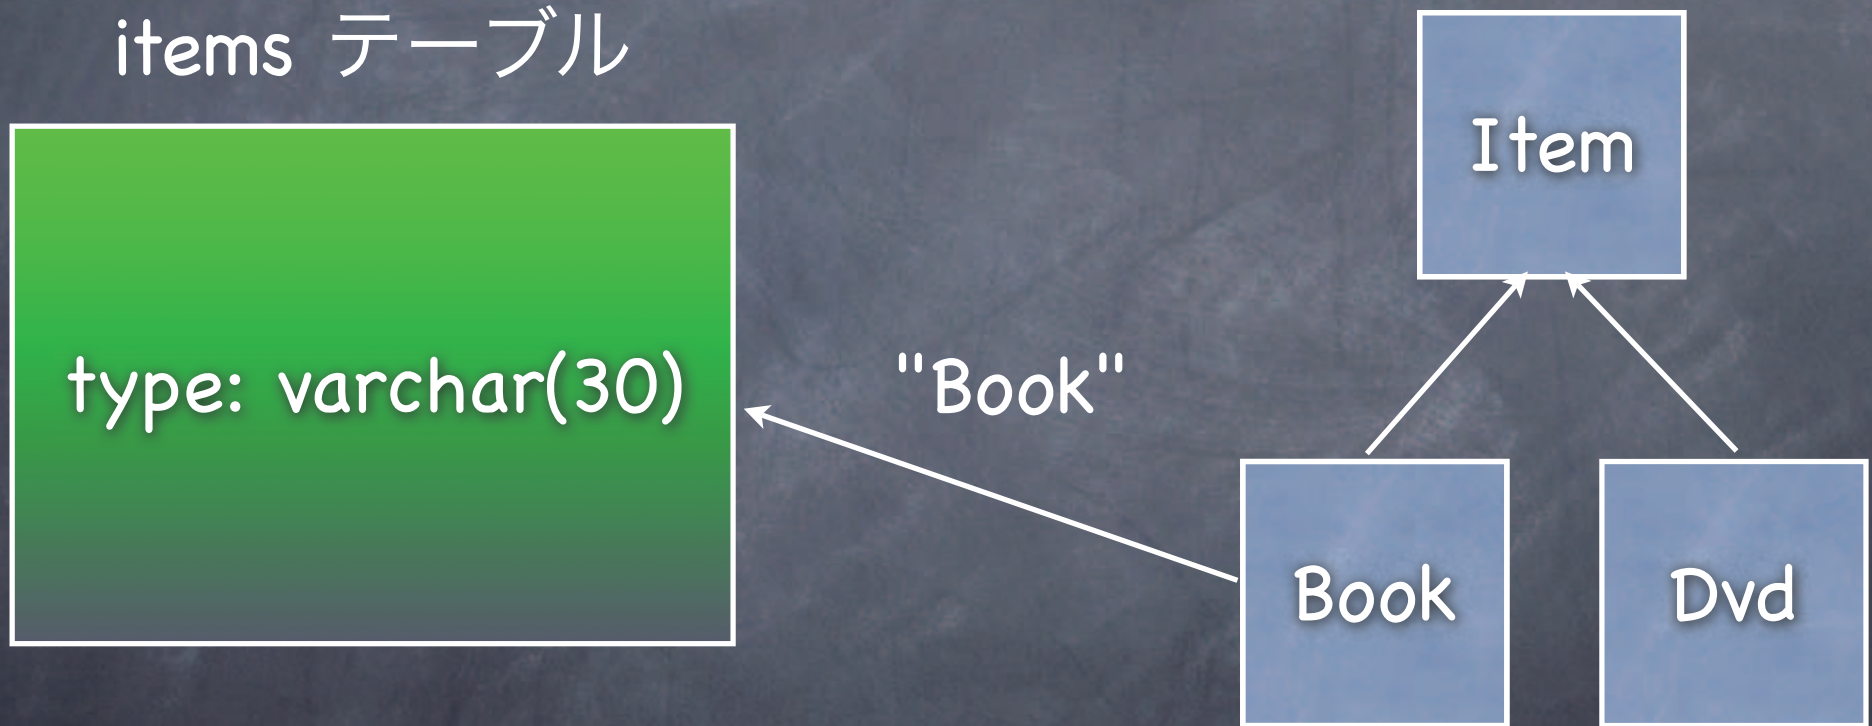 items テーブル
type: varchar(30)
"Book"
Item
Book
Dvd